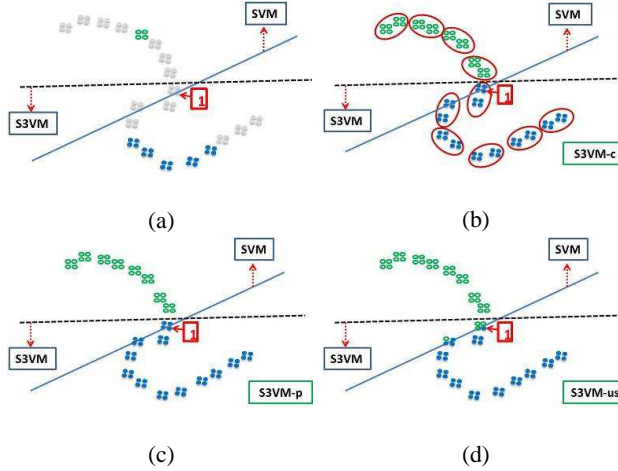 SVM
S3VM
1
(a)
SVM
S3VM
1
S3VM-c
(b)
SVM
S3VM
1
S3VM-p
(c)
SVM
S3VM
1
S3VM-us
(d)